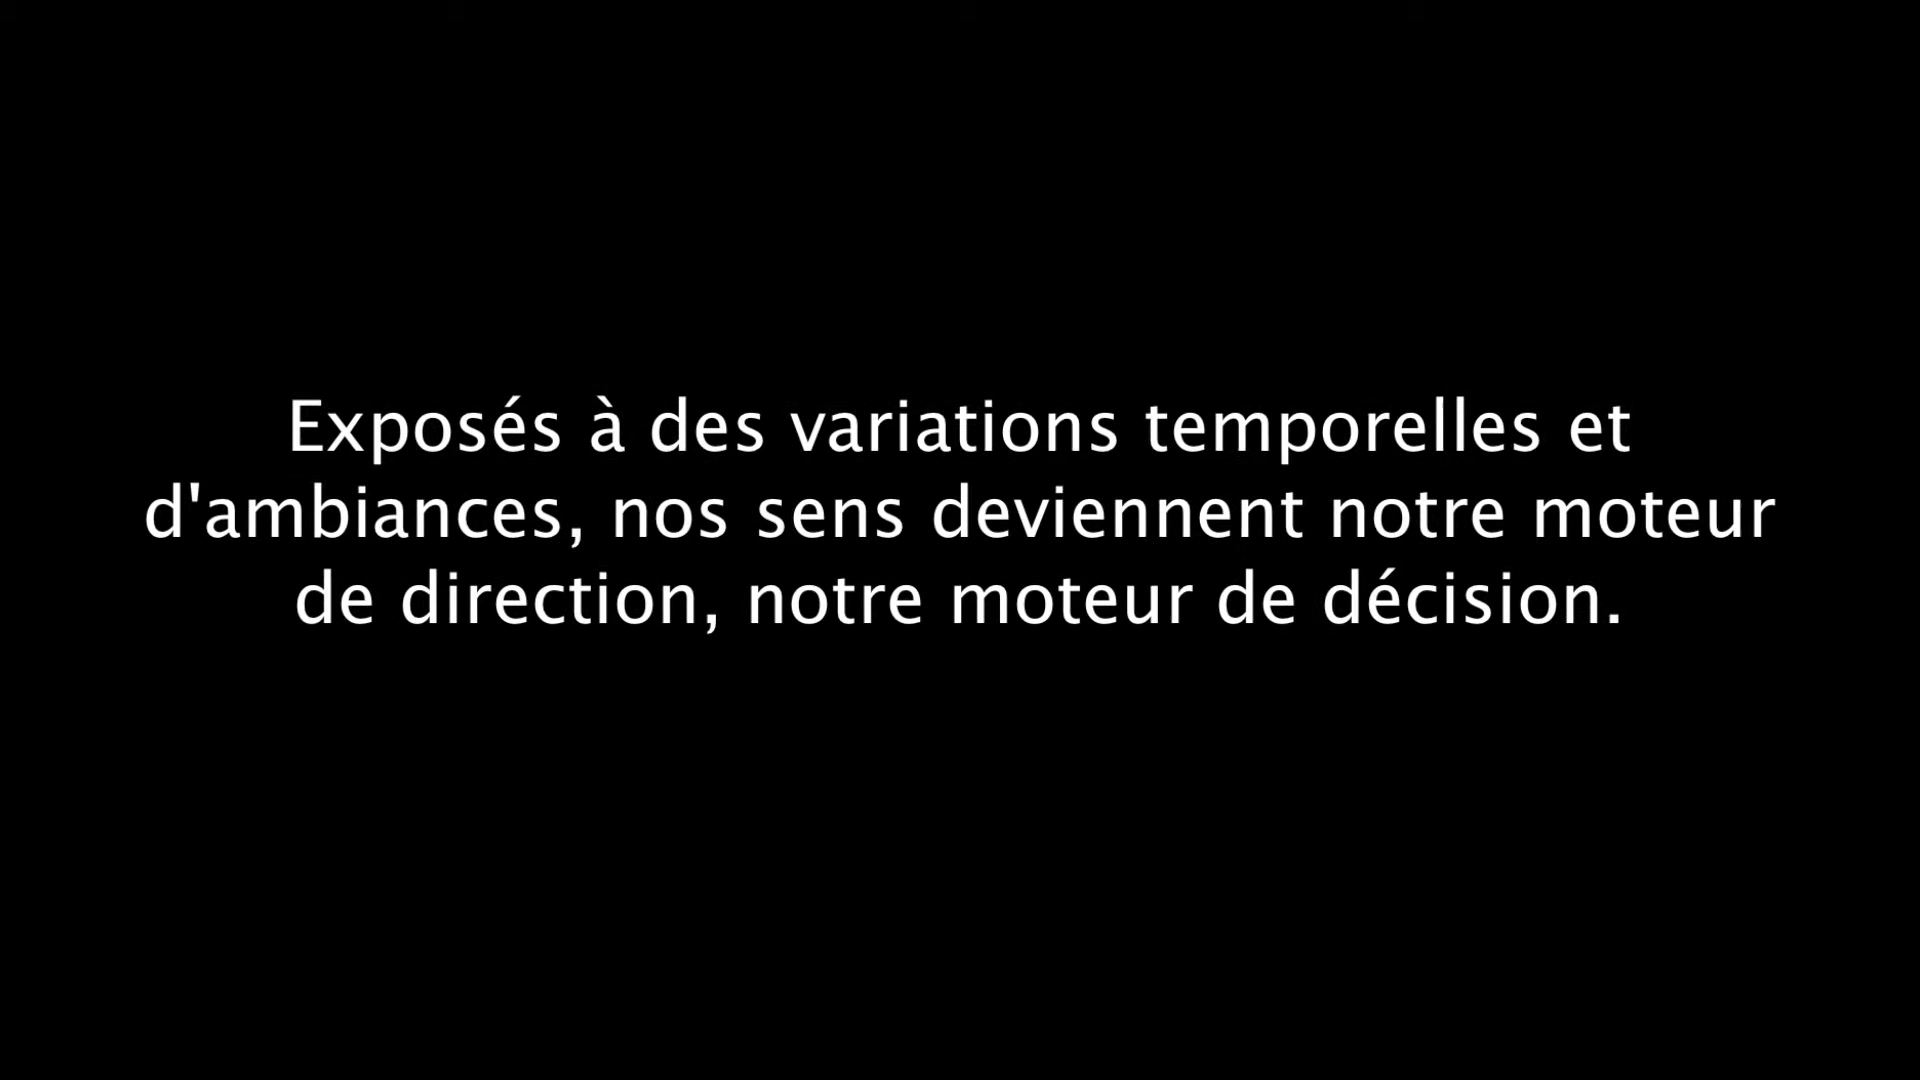 Exposés à des variations temporelles et
d'ambiances, nos sens deviennent notre moteur
de direction, notre moteur de décision.